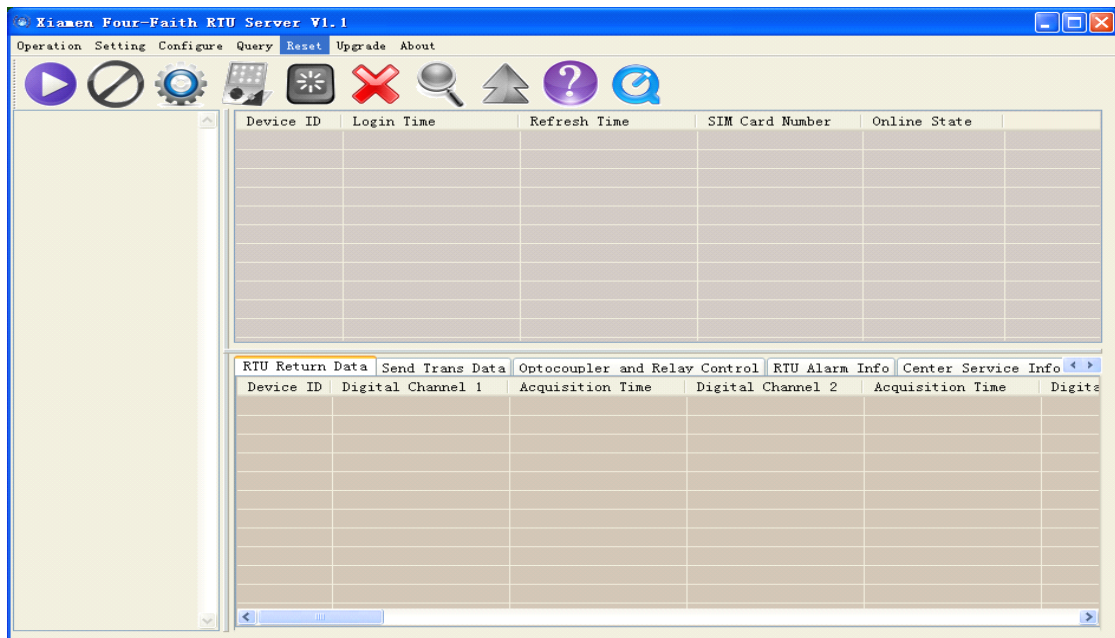 Xiamen Four-Faith RTU Server V1.1
Operation Setting Configure Query Reset Upgrade About
Device ID Login Time Refresh Time SIM Card Number Online State
RTU Return Data Send Trans Data Optocoupler and Relay Control RTU Alarm Info Center Service Info
Device ID Digital Channel 1 Acquisition Time Digital Channel 2 Acquisition Time Digita